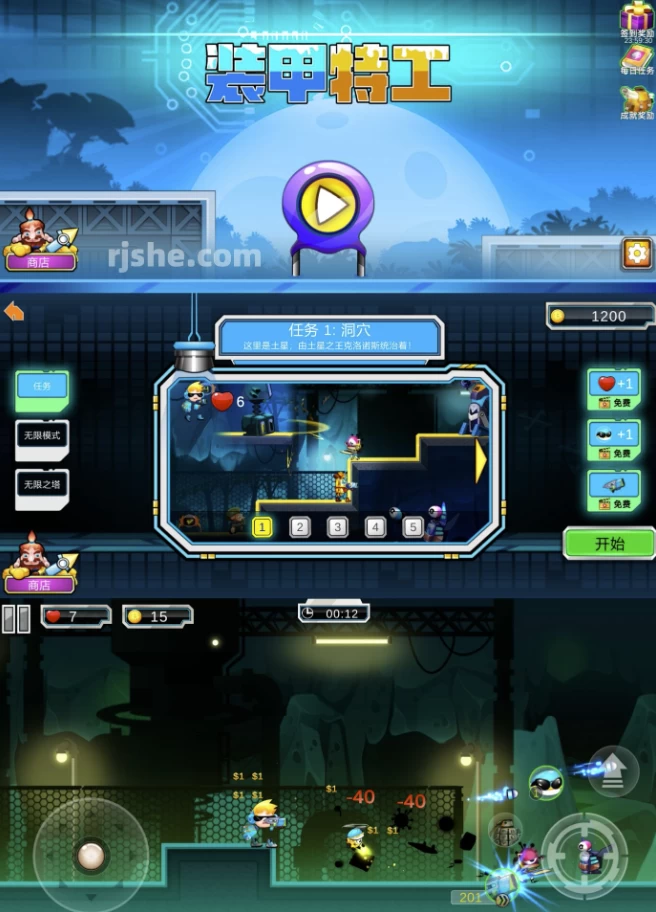 装甲特工
签到奖励
23:59:30
每日任务
成就奖励
商店
rjshe.com
任务 1: 洞穴
这里是土星，由土星之王克洛诺斯统治着!
1200
任务
无限模式
无限之塔
6
+1
免费
+1
免费
免费
1 2 3 4 5
开始
商店
7
15
00:12
$1 $1
$1 $1
$1
-40
-40
$1 $1
201